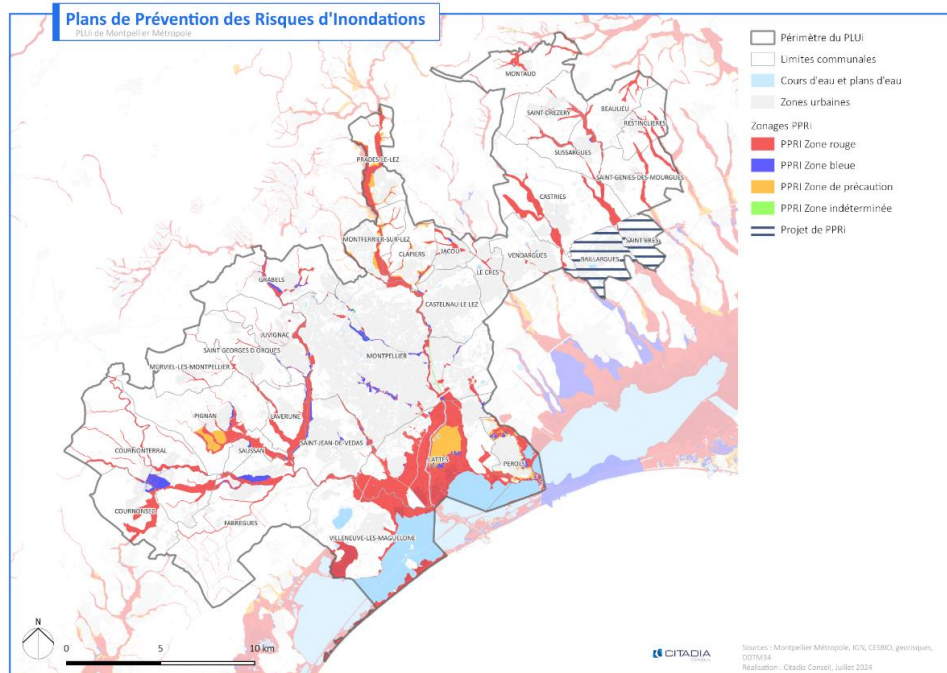 Plans de Prévention des Risques d'Inondations
PLUi de Montpellier Métropole
Périmètre du PLUi
Limites communales
Cours d'eau et plans d'eau
Zones urbaines
Zonages PPRi
PPRI Zone rouge
PPRI Zone bleue
PPRI Zone de précaution
PPRI Zone indéterminée
Projet de PPRi
MONTAUD
SAINT-DREZERY
BEAULIEU
RESTINCLIERES
SUSSARGUES
PRADES-LE-LEZ
SAINT-GENIES-DES-MOURGUES
CASTRIES
MONTFERRIER-SUR-LEZ
CLAPIERS
JACOU
SAINT-BRES
VENDARGUES
BAILLARGUES
LE CRES
GRABELS
CASTELNAU LE LEZ
JUVIGNAC
SAINT GEORGES D'ORQUES
MONTPELLIER
MURVIEL-LES-MONTPELLIER
PIGNAN
LAVERUNE
SAINT-JEAN-DE-VEDAS
COURNONTERRAL
SAUSSAN
LATTES
PEROLS
COURNONSEC
FABREGUES
VILLENEUVE-LES-MAGUELONE
N
0 5 10 km
CITADIA
CONSEIL
Sources : Montpellier Métropole, IGN, CESBIO, georisques,
DDTM34
Réalisation : Citadia Conseil, Juillet 2024